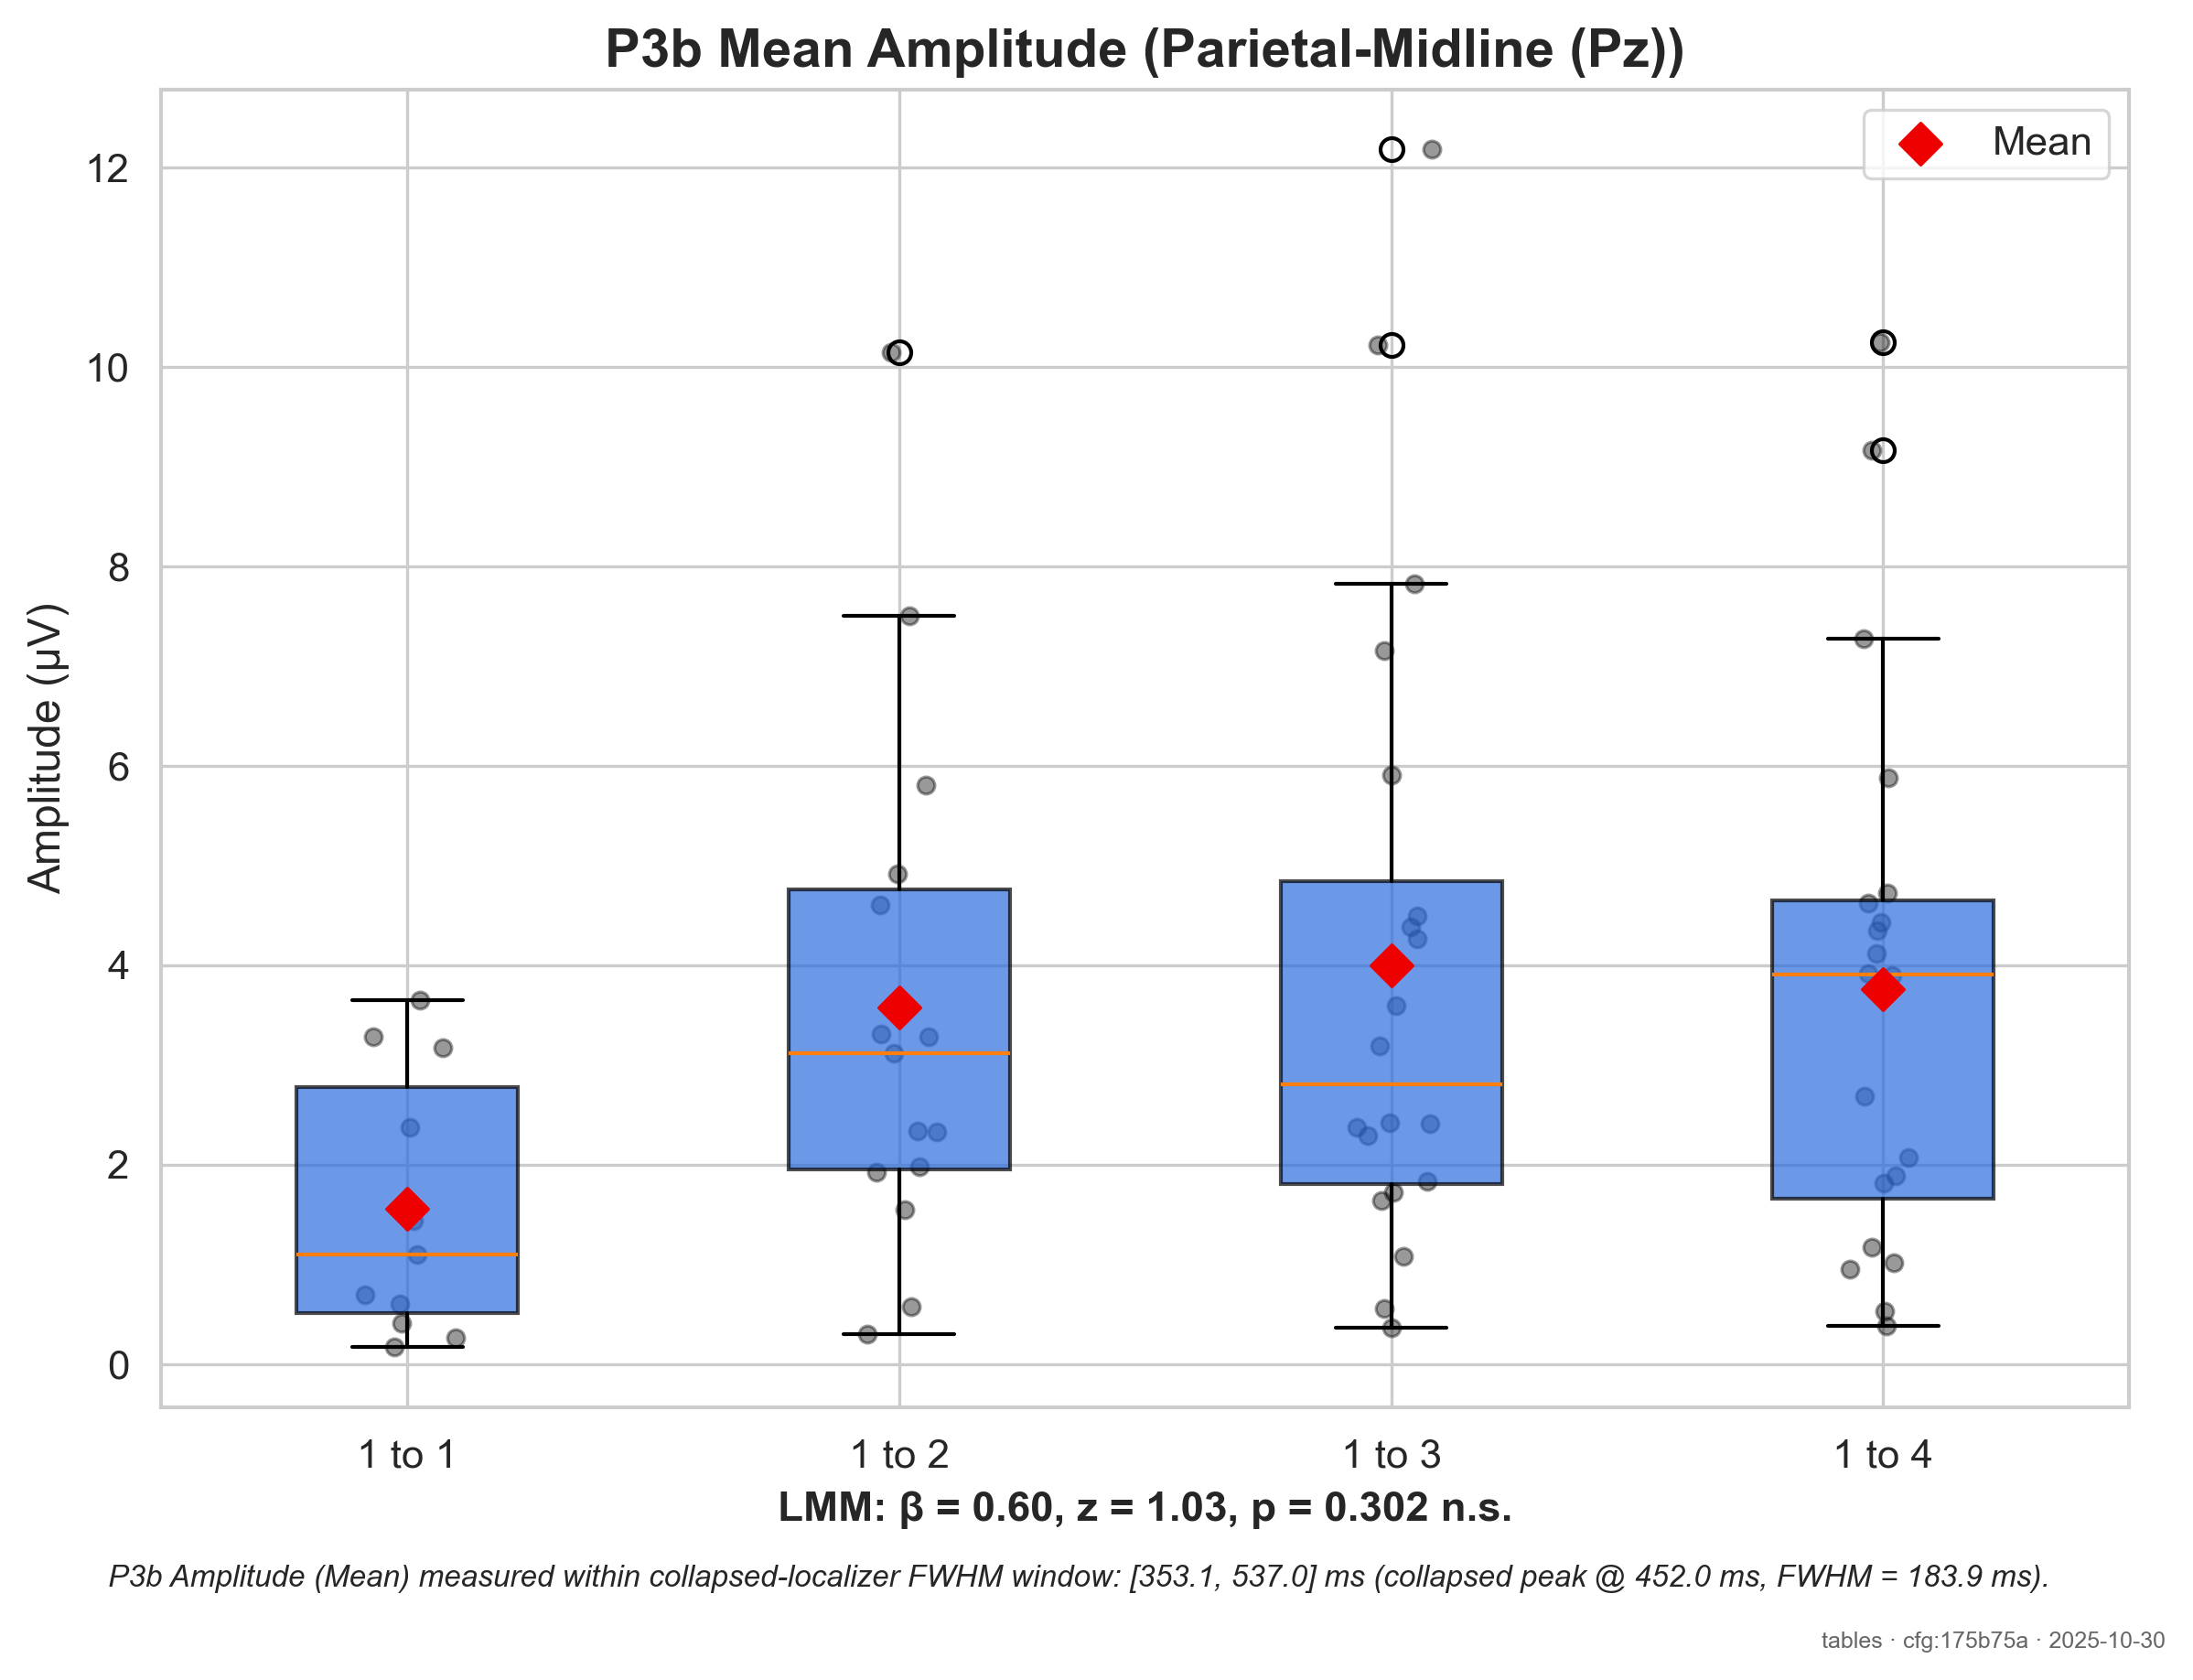 P3b Mean Amplitude (Parietal-Midline (Pz))
Mean
12
10
8
6
4
2
0
Amplitude (µV)
1 to 1
1 to 2
1 to 3
1 to 4
LMM: β = 0.60, z = 1.03, p = 0.302 n.s.
P3b Amplitude (Mean) measured within collapsed-localizer FWHM window: [353.1, 537.0] ms (collapsed peak @ 452.0 ms, FWHM = 183.9 ms).
tables · cfg:175b75a · 2025-10-30